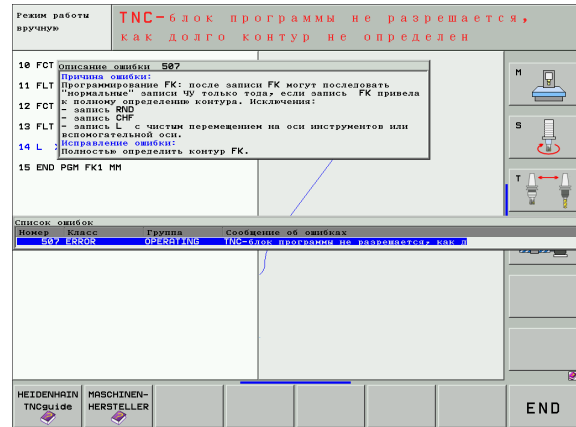 Режим работы
вручную
TNC-блок программы не разрешается,
как долго контур не определен
10 FCT
Описание ошибки 507
Причина ошибки:
11 FLT
Программирование FK: после записи FK могут последовать
"нормальные" записи ЧУ только тода, если запись FK привела
12 FCT
к полному определению контура. Исключения:
- запись RND
- запись CHF
13 FLT
- запись L с чистым перемещением на оси инструментов или
вспомогательной оси.
14 L
Исправление ошибки:
Полностью определить контур FK.
15 END PGM FK1 MM
M
S
T
Список ошибок
Номер Класс Группа Сообщение об ошибках
507 ERROR OPERATING TNC-блок программы не разрешается, как д
HEIDENHAIN
TNCguide
MASCHINEN-
HERSTELLER
END